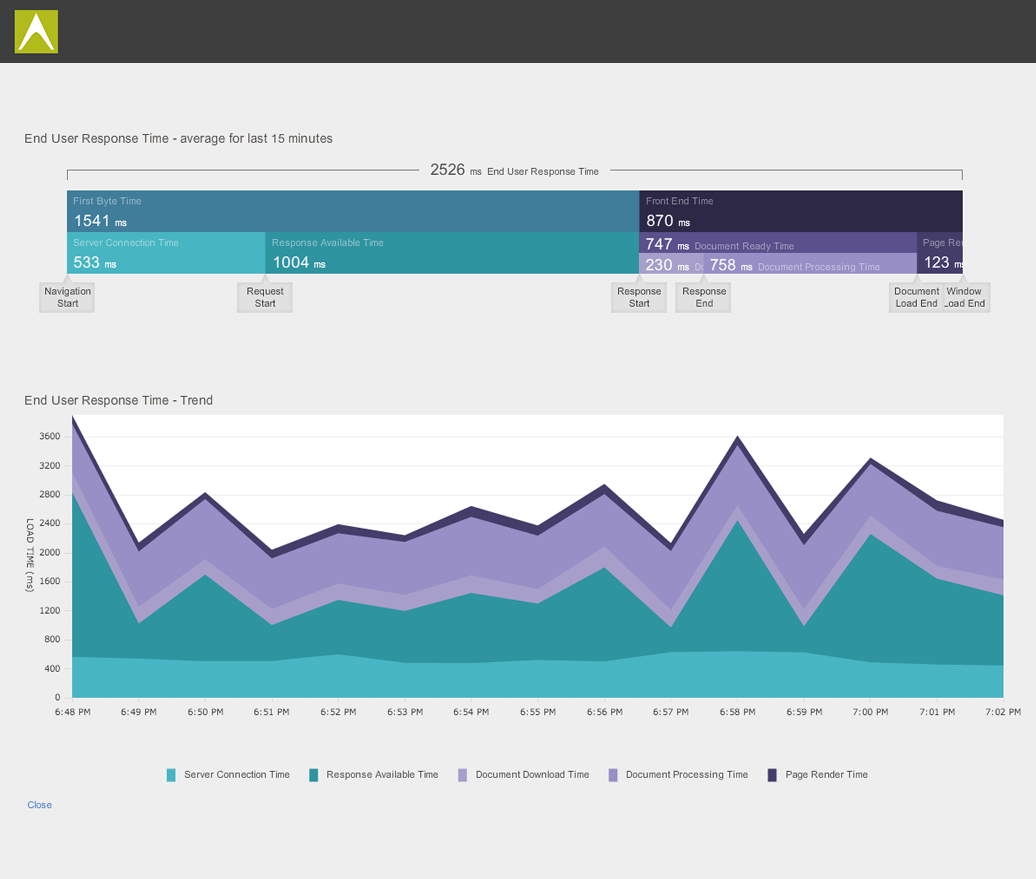 End User Response Time - average for last 15 minutes
2526 ms End User Response Time
First Byte Time
1541 ms
Front End Time
870 ms
Server Connection Time
533 ms
Response Available Time
1004 ms
747 ms Document Ready Time
230 ms
758 ms Document Processing Time
Page
123 ms
Navigation
Start
Request
Start
Response
Start
Response
End
Document
Load End
Window
Load End
End User Response Time - Trend
LOAD TIME (ms)
3600
3200
2800
2400
2000
1600
1200
800
400
0
6:48 PM 6:49 PM 6:50 PM 6:51 PM 6:52 PM 6:53 PM 6:54 PM 6:55 PM 6:56 PM 6:57 PM 6:58 PM 6:59 PM 7:00 PM 7:01 PM 7:02 PM
Server Connection Time Response Available Time Document Download Time Document Processing Time Page Render Time
Close